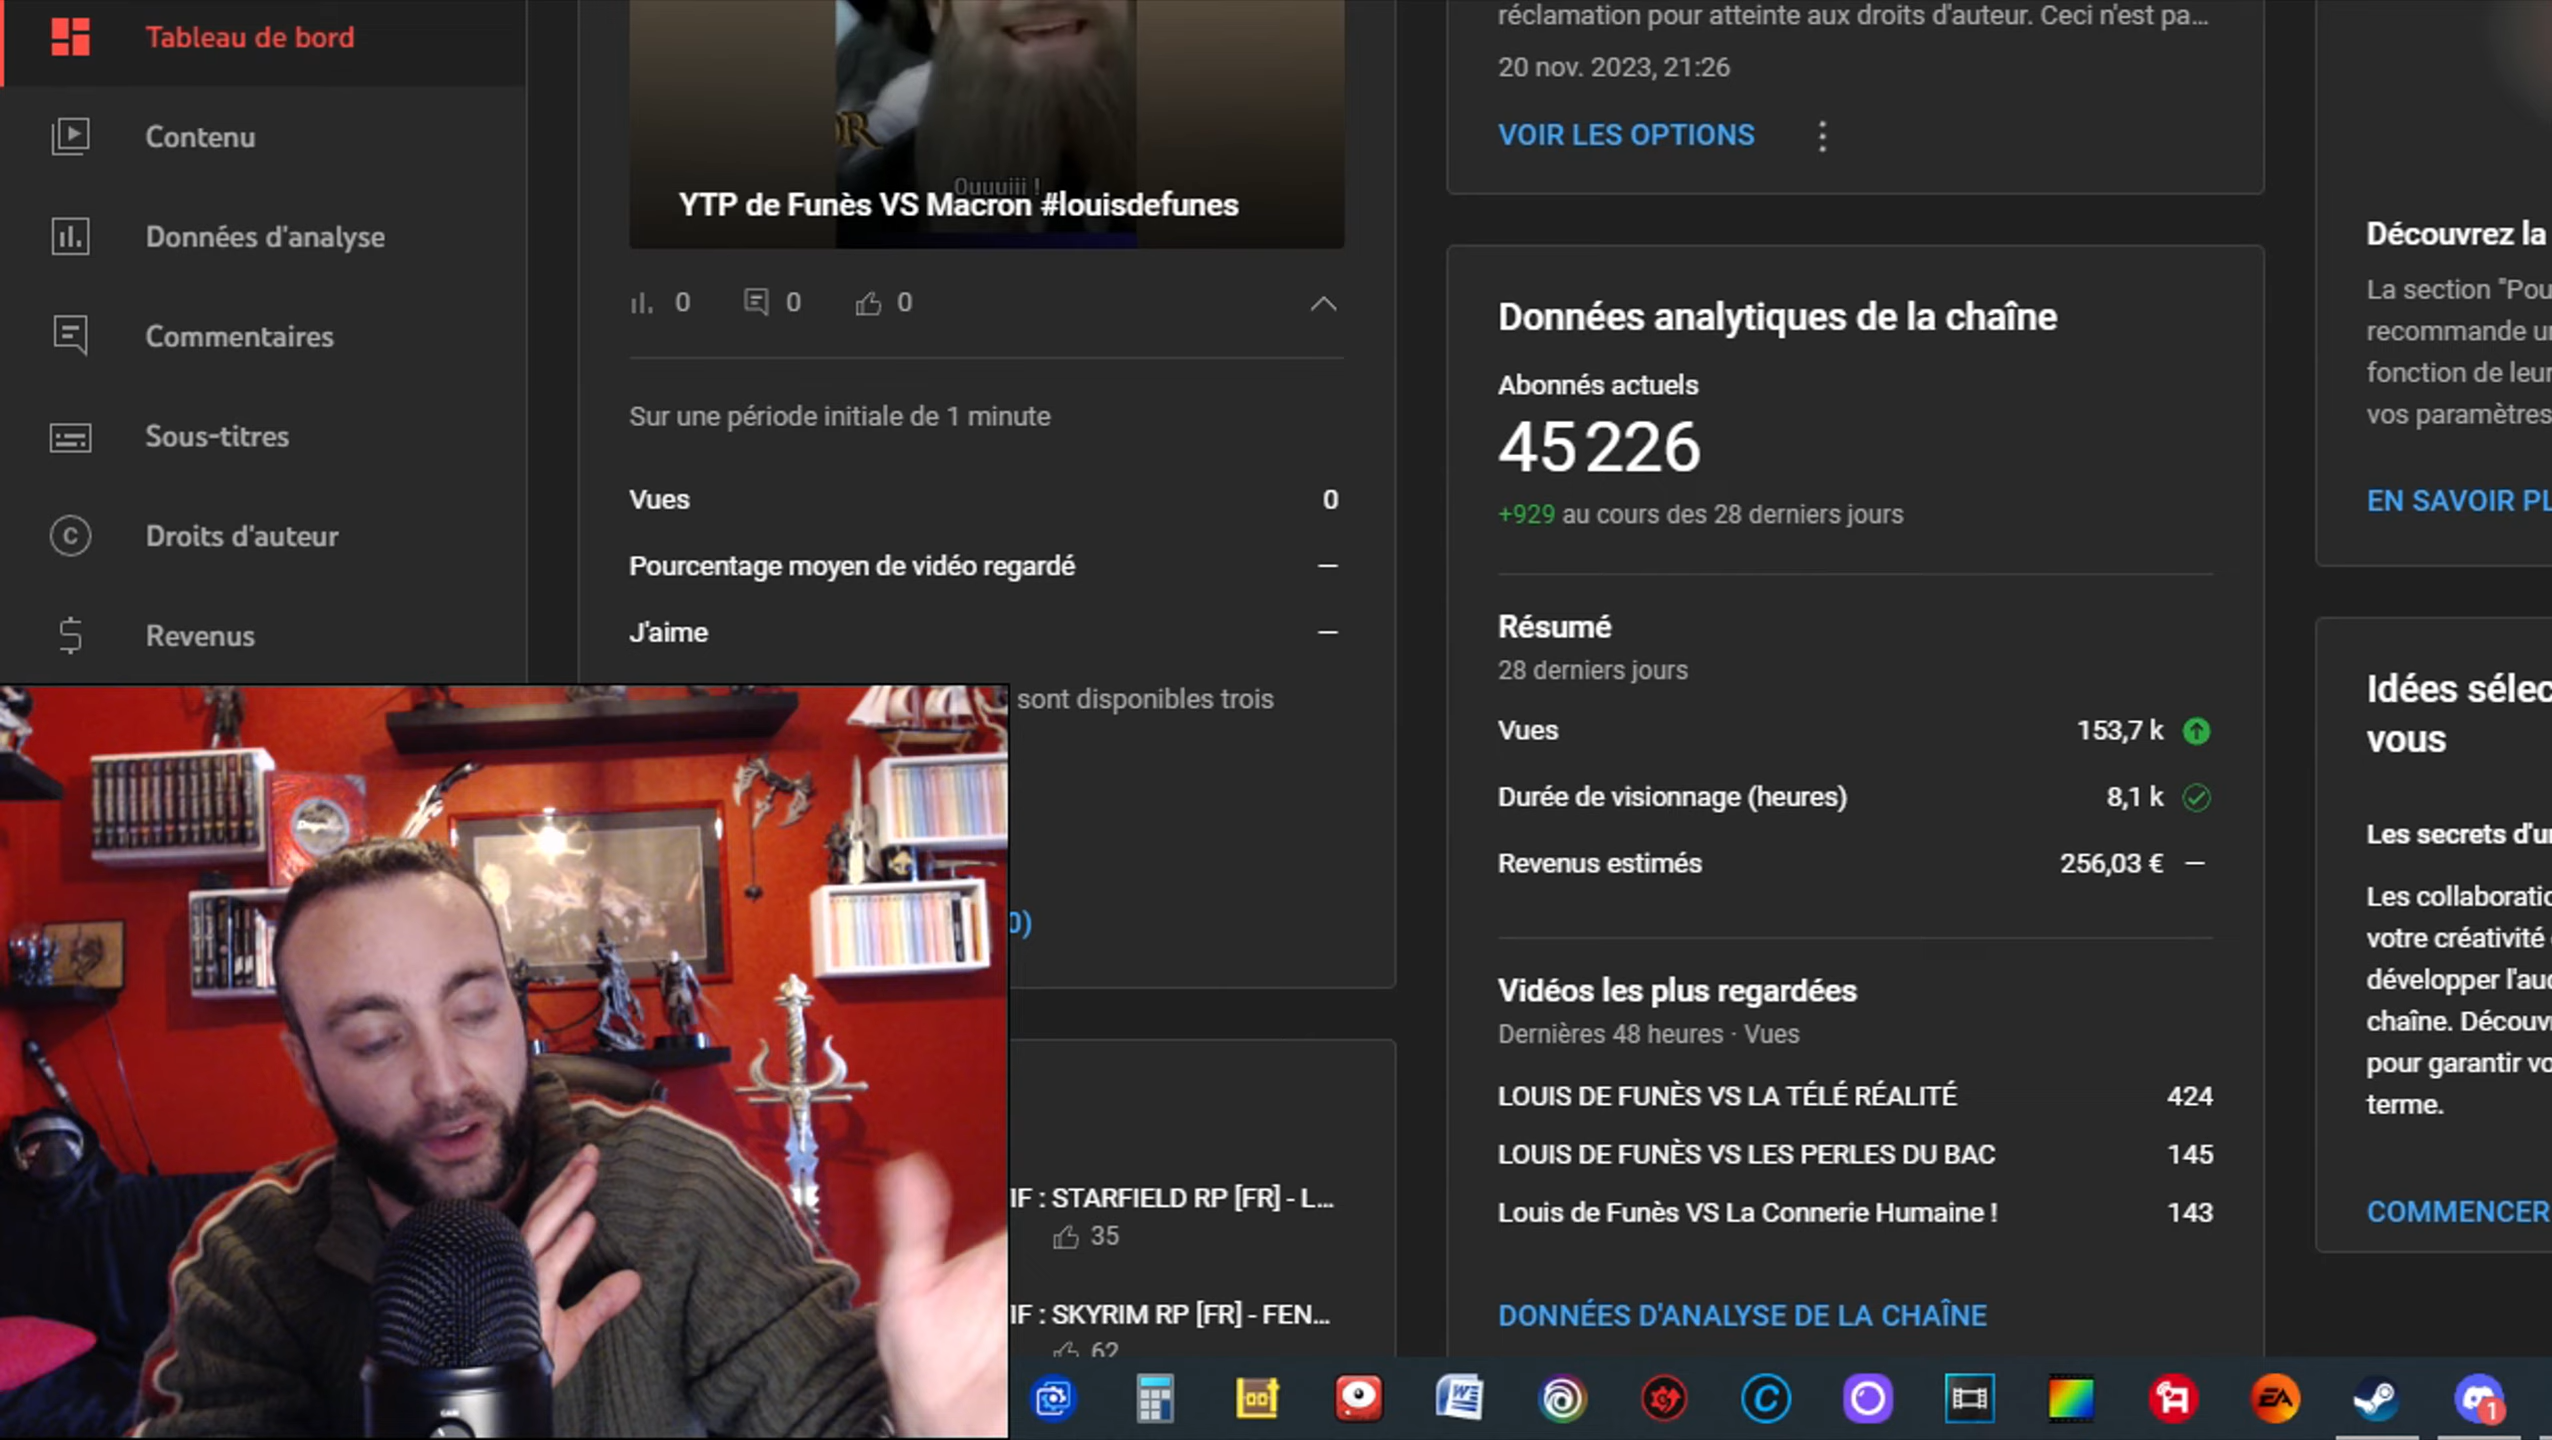 Tableau de bord
Contenu
Données d'analyse
Commentaires
Sous-titres
Droits d'auteur
Revenus
Ouuuiii !
YTP de Funès VS Macron #louisdefunes
0 0 0
Sur une période initiale de 1 minute
Vues 0
Pourcentage moyen de vidéo regardé —
J'aime —
sont disponibles trois
0)
IF : STARFIELD RP [FR] - L...
35
IF : SKYRIM RP [FR] - FEN...
62
réclamation pour atteinte aux droits d'auteur. Ceci n'est pa...
20 nov. 2023, 21:26
VOIR LES OPTIONS
Données analytiques de la chaîne
Abonnés actuels
45 226
+929 au cours des 28 derniers jours
Résumé
28 derniers jours
Vues 153,7 k
Durée de visionnage (heures) 8,1 k
Revenus estimés 256,03 € —
Vidéos les plus regardées
Dernières 48 heures · Vues
LOUIS DE FUNÈS VS LA TÉLÉ RÉALITÉ 424
LOUIS DE FUNÈS VS LES PERLES DU BAC 145
Louis de Funès VS La Connerie Humaine ! 143
DONNÉES D'ANALYSE DE LA CHAÎNE
Découvrez la
La section "Pou
recommande u
fonction de leur
vos paramètres
EN SAVOIR PL
Idées sélec
vous
Les secrets d'u
Les collaboratio
votre créativité
développer l'au
chaîne. Découv
pour garantir vo
terme.
COMMENCER
W
EA
1